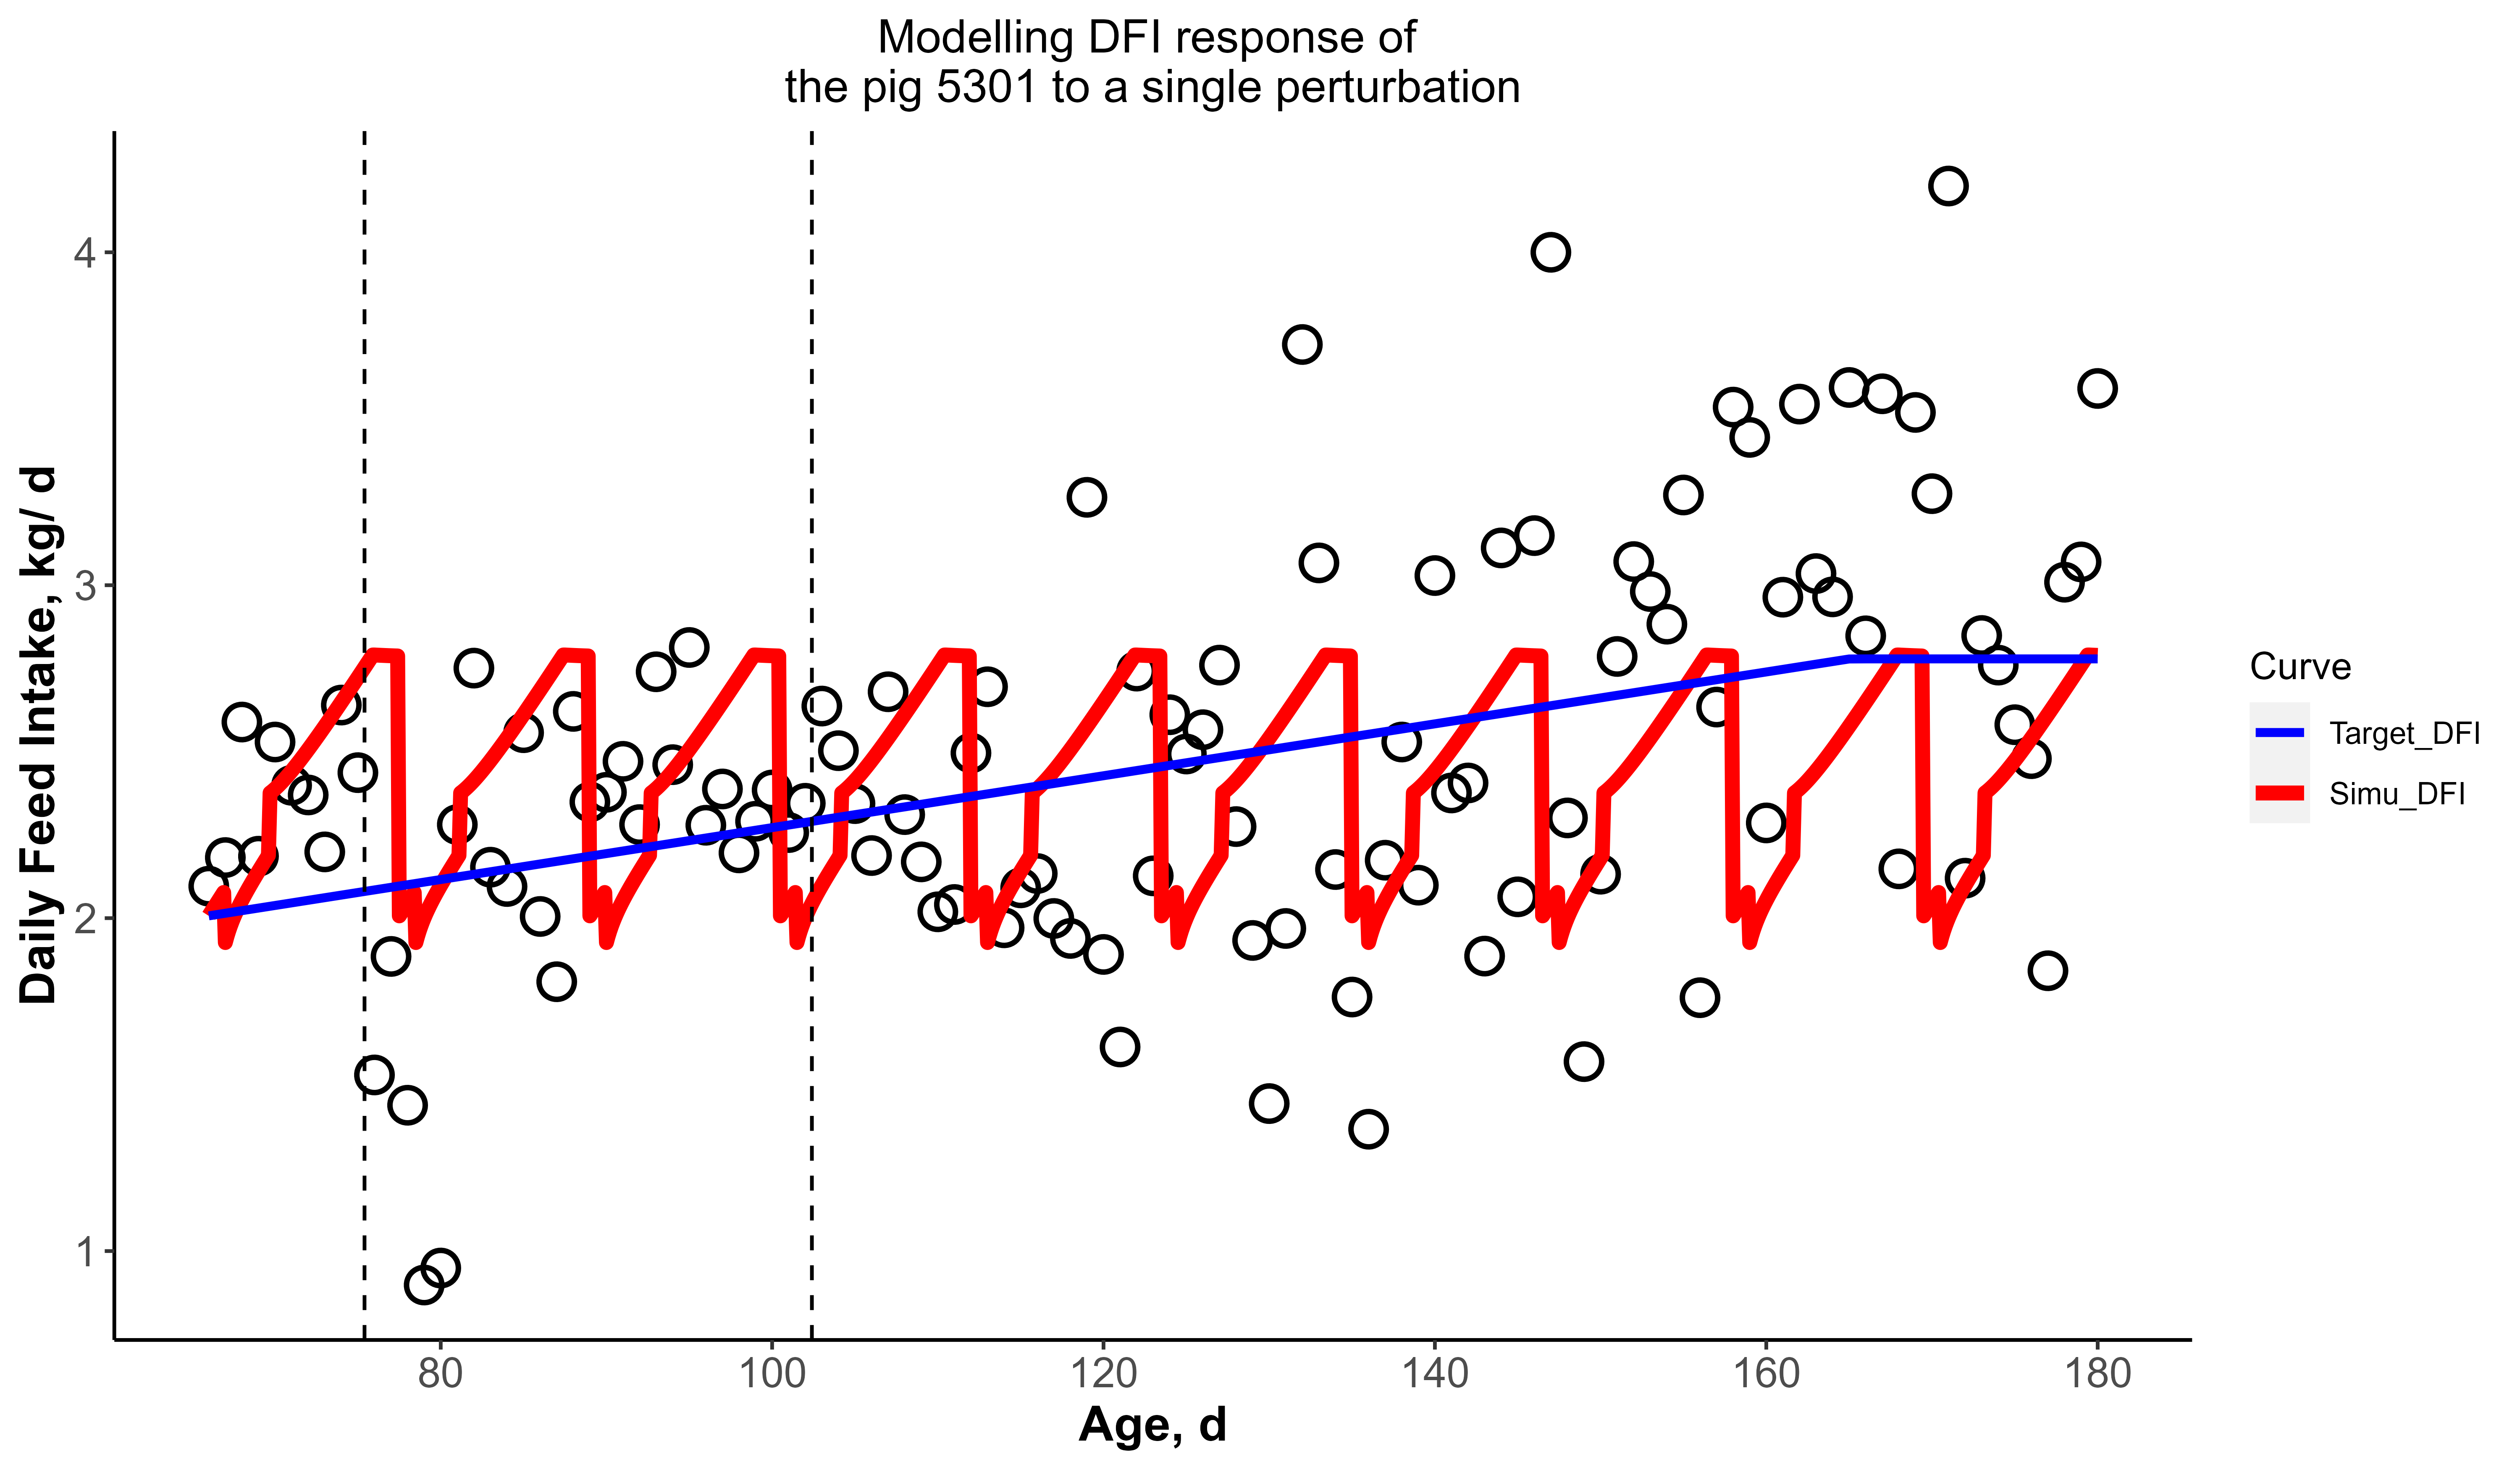 Modelling DFI response of
the pig 5301 to a single perturbation
Daily Feed Intake, kg/ d
4
3
2
1
80
100
120
140
160
180
Age, d
Curve
Target_DFI
Simu_DFI